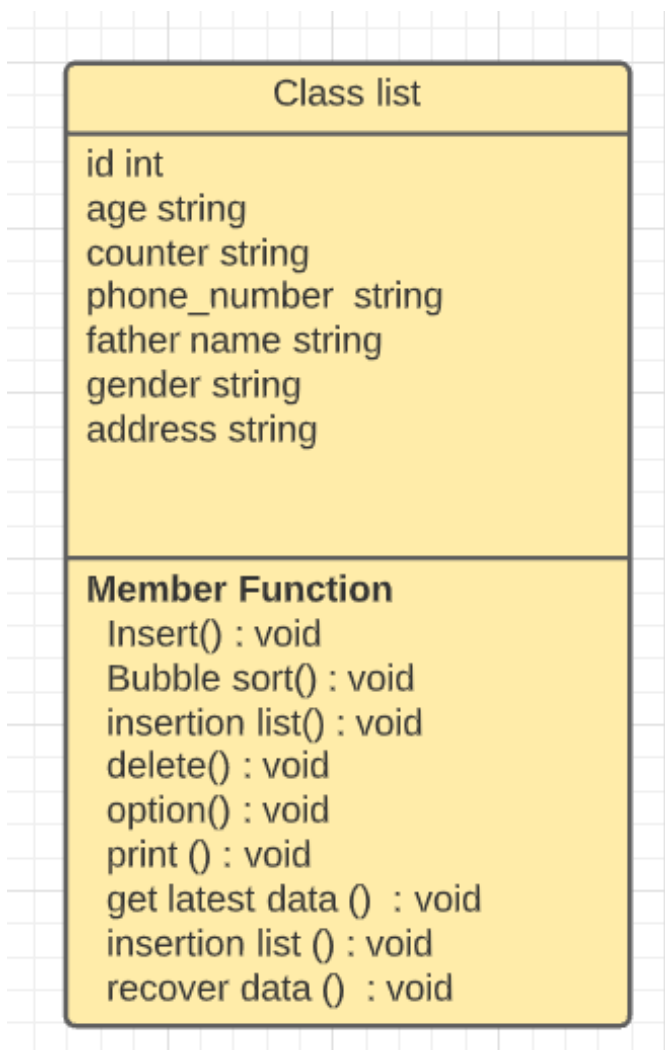 Class list
id int
age string
counter string
phone_number  string
father name string
gender string
address string
Member Function
Insert() : void
Bubble sort() : void
insertion list() : void
delete() : void
option() : void
print () : void
get latest data ()  : void
insertion list () : void
recover data ()  : void